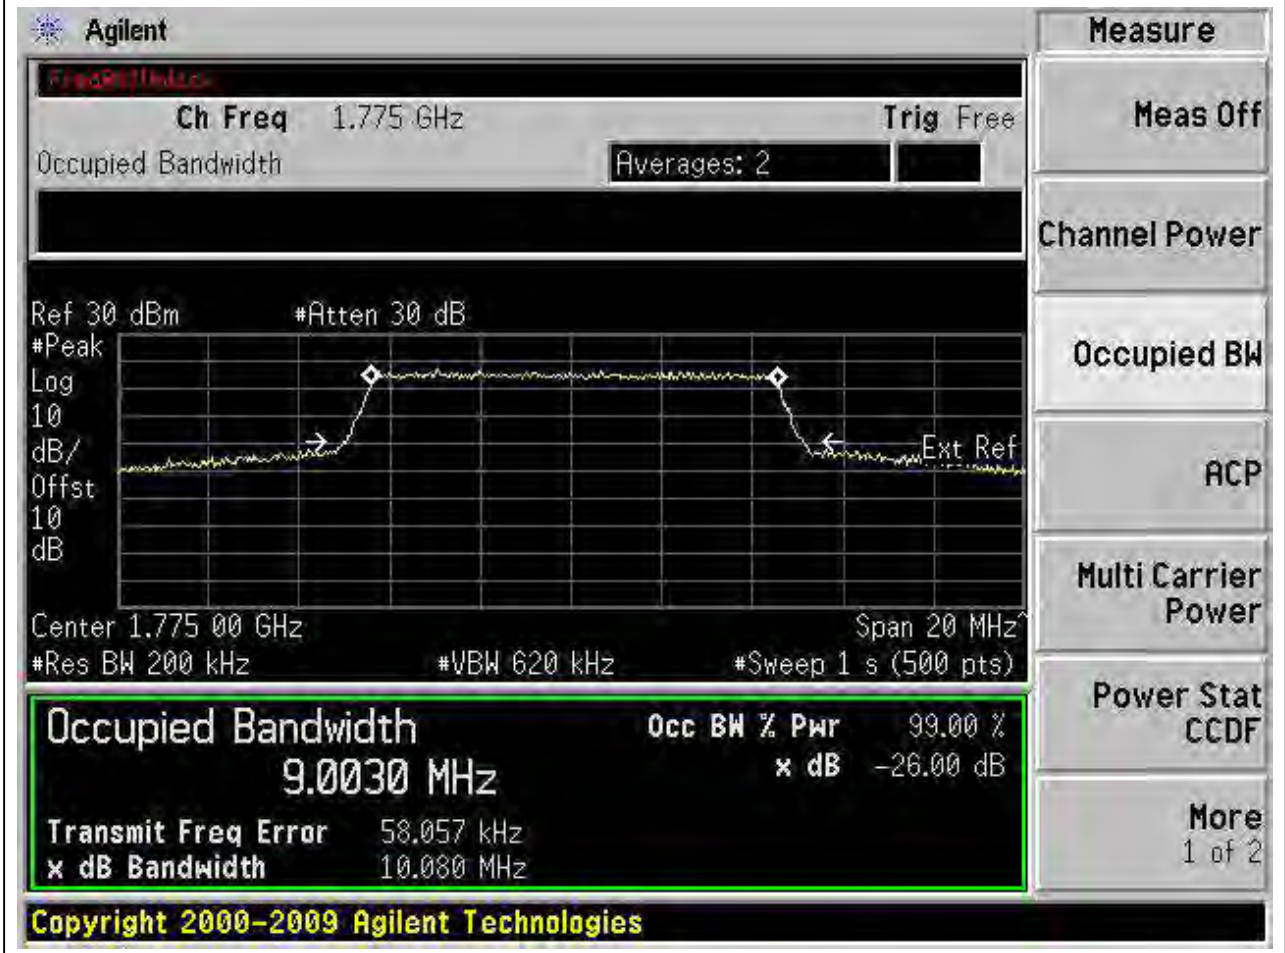 Agilent
Measure
Ch Freq 1.775 GHz Trig Free
Occupied Bandwidth Averages: 2
Meas Off
Channel Power
Occupied BW
ACP
Multi Carrier
Power
Power Stat
CCDF
More
1 of 2
Ref 30 dBm #Atten 30 dB
#Peak
Log
10
dB/
Offst
10
dB
Ext Ref
Center 1.775 00 GHz Span 20 MHz^
#Res BW 200 kHz #VBW 620 kHz #Sweep 1 s (500 pts)
Occupied Bandwidth Occ BW % Pwr 99.00 %
9.0030 MHz x dB -26.00 dB
Transmit Freq Error 58.057 kHz
x dB Bandwidth 10.080 MHz
Copyright 2000-2009 Agilent Technologies